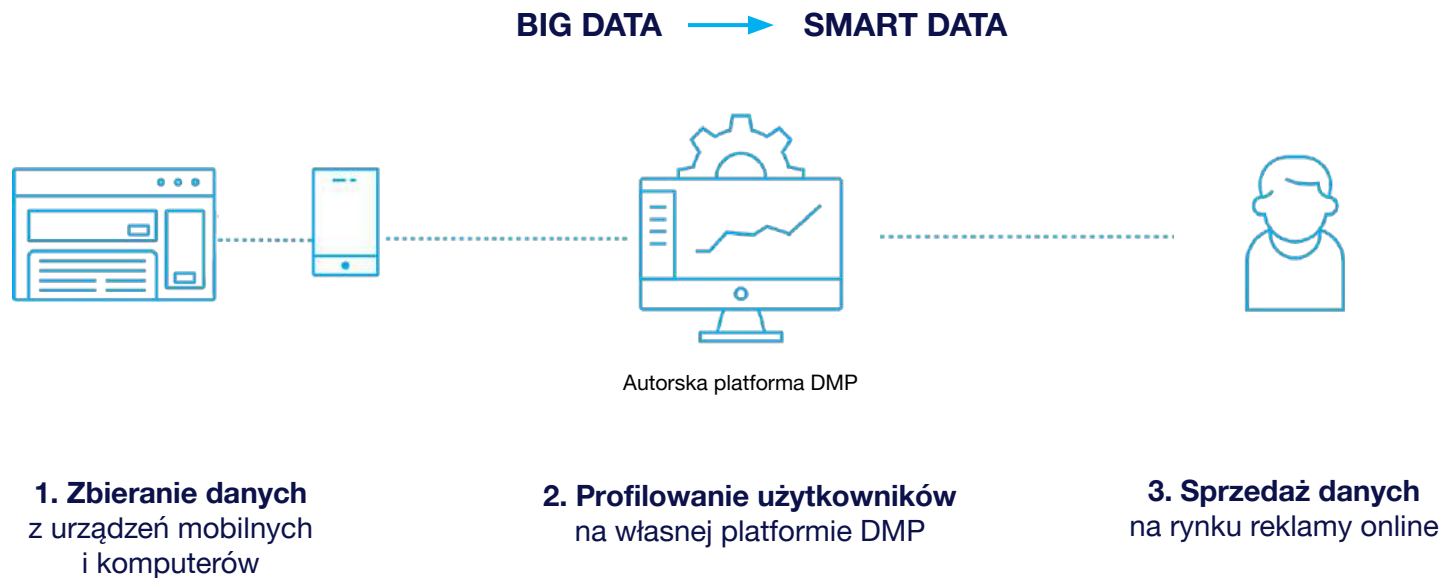 BIG DATA SMART DATA
Autorska platforma DMP
1. Zbieranie danych
z urządzeń mobilnych
i komputerów
2. Profilowanie użytkowników
na własnej platformie DMP
3. Sprzedaż danych
na rynku reklamy online